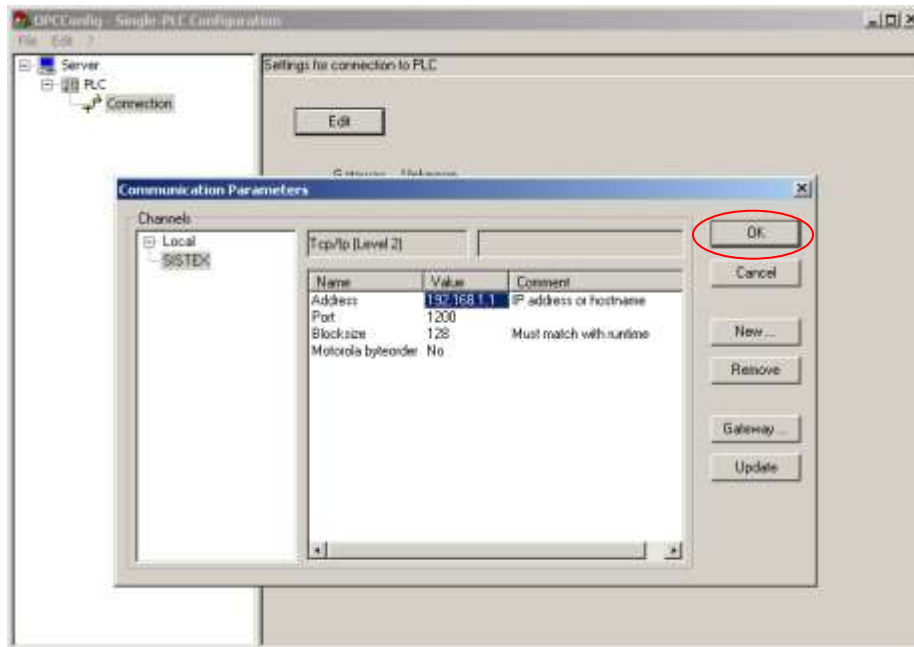 OPCConfig - Single-PLC Configuration
File Edit ?
Server
PLC
Connection
Settings for connection to PLC
Edit
Gateway Unknown
Communication Parameters
Channels
Local
SISTEX
Tcp/Ip (Level 2)
Name Value Comment
Address 192.168.1.1 IP address or hostname
Port 1200
Blocksize 128 Must match with runtime
Motorola byteorder No
OK
Cancel
New ...
Remove
Gateway ...
Update